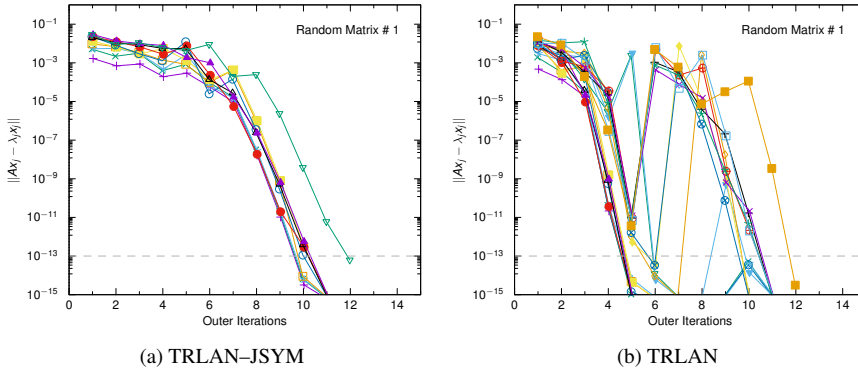 Random Matrix # 1
||Ax_j − λ_j x_j||
10^−1
10^−3
10^−5
10^−7
10^−9
10^−11
10^−13
10^−15
0 2 4 6 8 10 12 14
Outer Iterations
(a) TRLAN–JSYM
Random Matrix # 1
||Ax_j − λ_j x_j||
10^−1
10^−3
10^−5
10^−7
10^−9
10^−11
10^−13
10^−15
0 2 4 6 8 10 12 14
Outer Iterations
(b) TRLAN